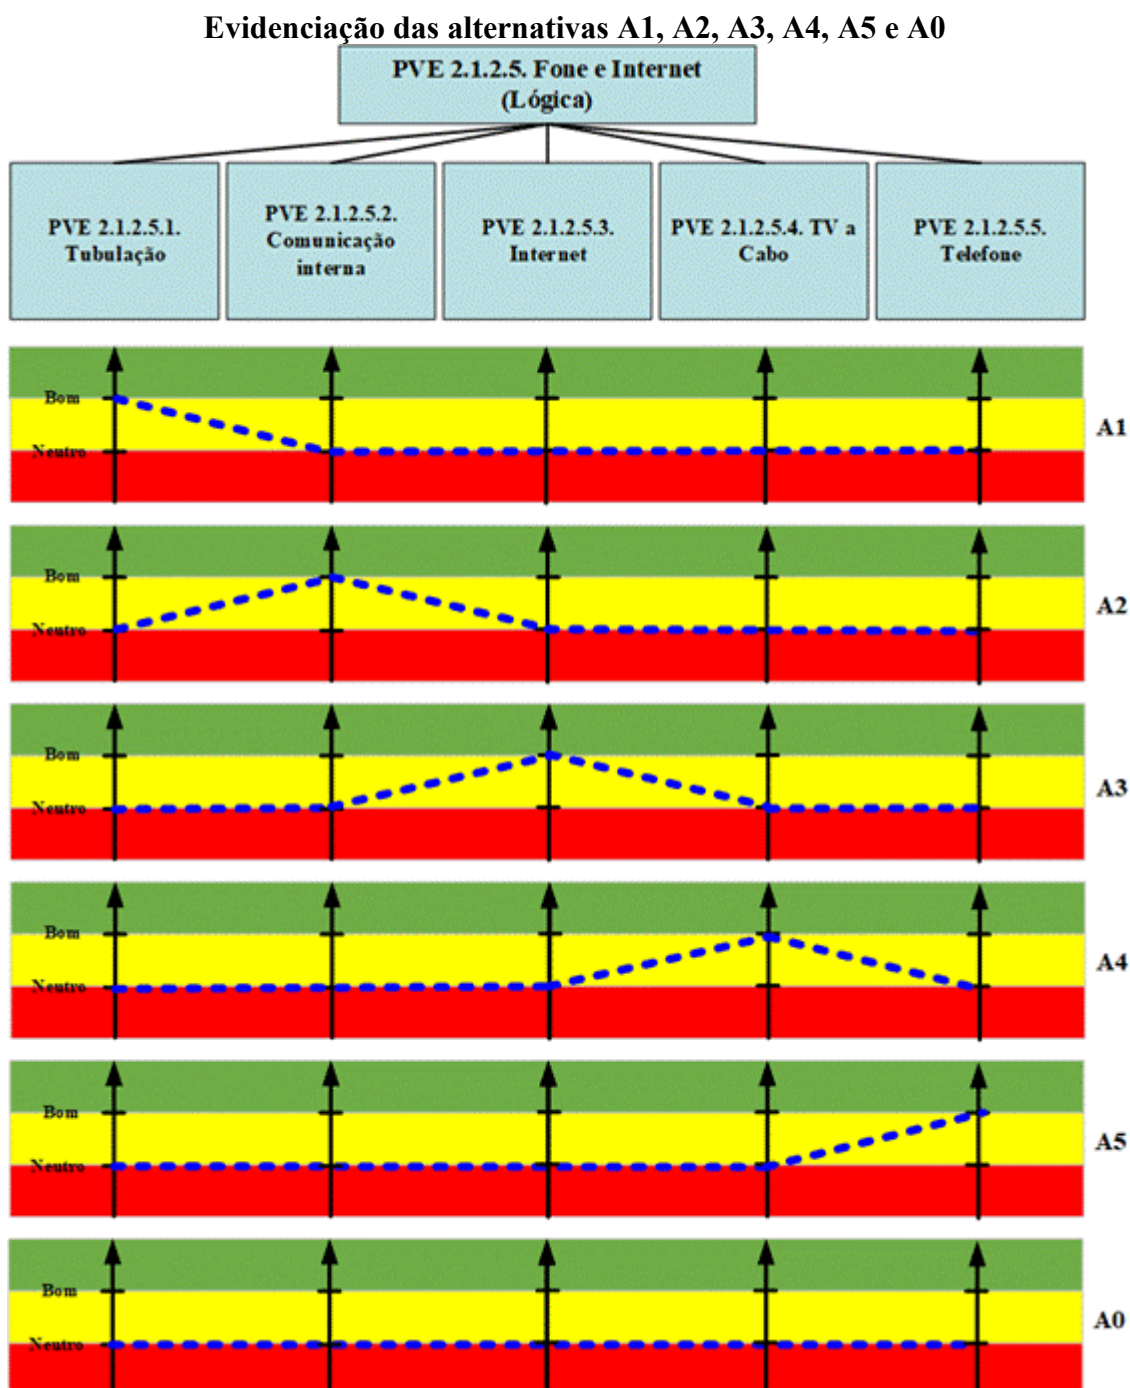 Evidenciação das alternativas A1, A2, A3, A4, A5 e A0
PVE 2.1.2.5. Fone e Internet
(Lógica)
PVE 2.1.2.5.1.
Tubulação
PVE 2.1.2.5.2.
Comunicação
interna
PVE 2.1.2.5.3.
Internet
PVE 2.1.2.5.4. TV a
Cabo
PVE 2.1.2.5.5.
Telefone
Bom
Neutro
A1
Bom
Neutro
A2
Bom
Neutro
A3
Bom
Neutro
A4
Bom
Neutro
A5
Bom
Neutro
A0